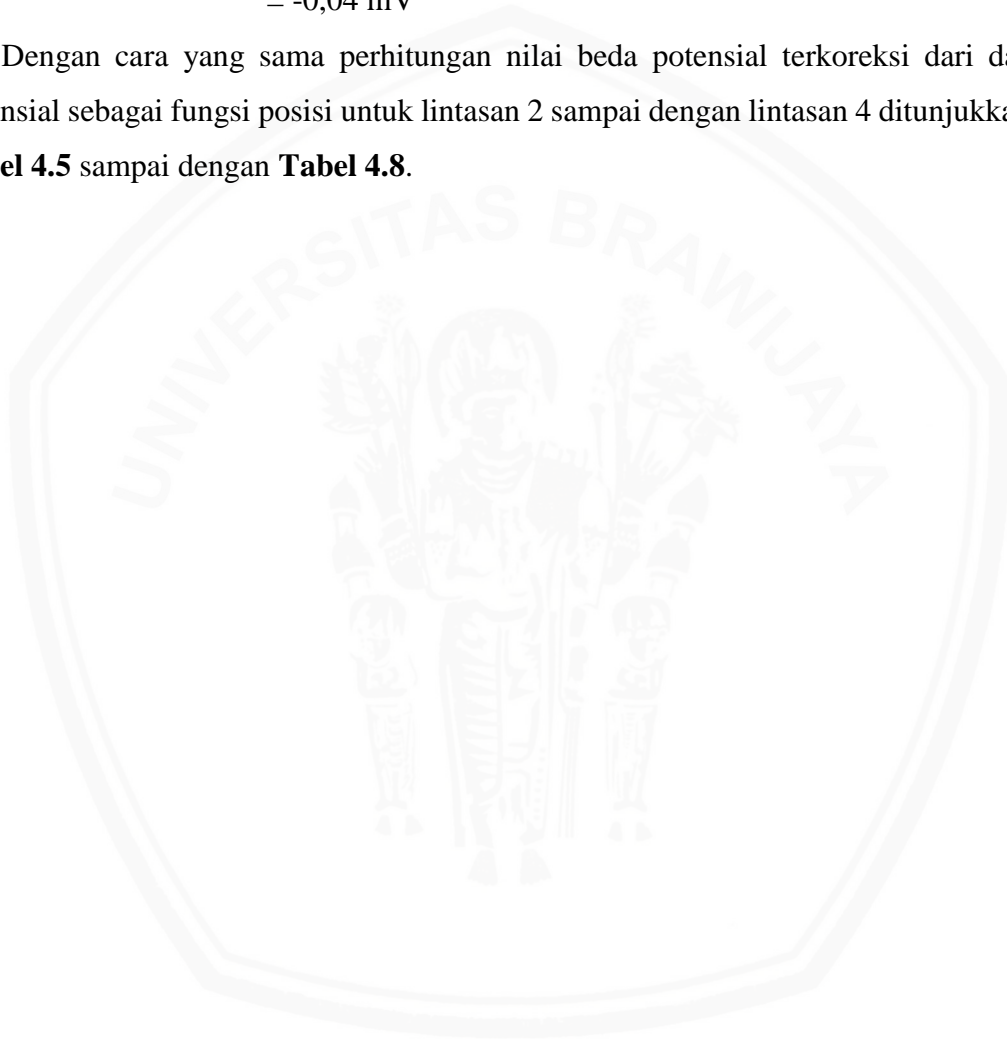 = -0,04 mV
Dengan cara yang sama perhitungan nilai beda potensial terkoreksi dari da
nsial sebagai fungsi posisi untuk lintasan 2 sampai dengan lintasan 4 ditunjukka
el 4.5 sampai dengan Tabel 4.8.
UNIVERSITAS BRAWIJAYA